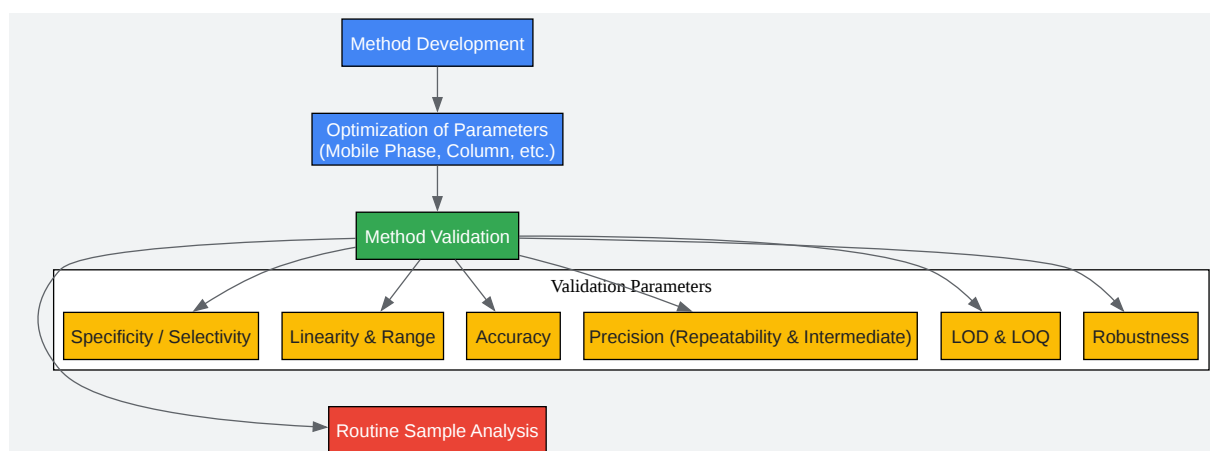 Method Development
Optimization of Parameters
(Mobile Phase, Column, etc.)
Method Validation
Validation Parameters
Specificity / Selectivity
Linearity & Range
Accuracy
Precision (Repeatability & Intermediate)
LOD & LOQ
Robustness
Routine Sample Analysis